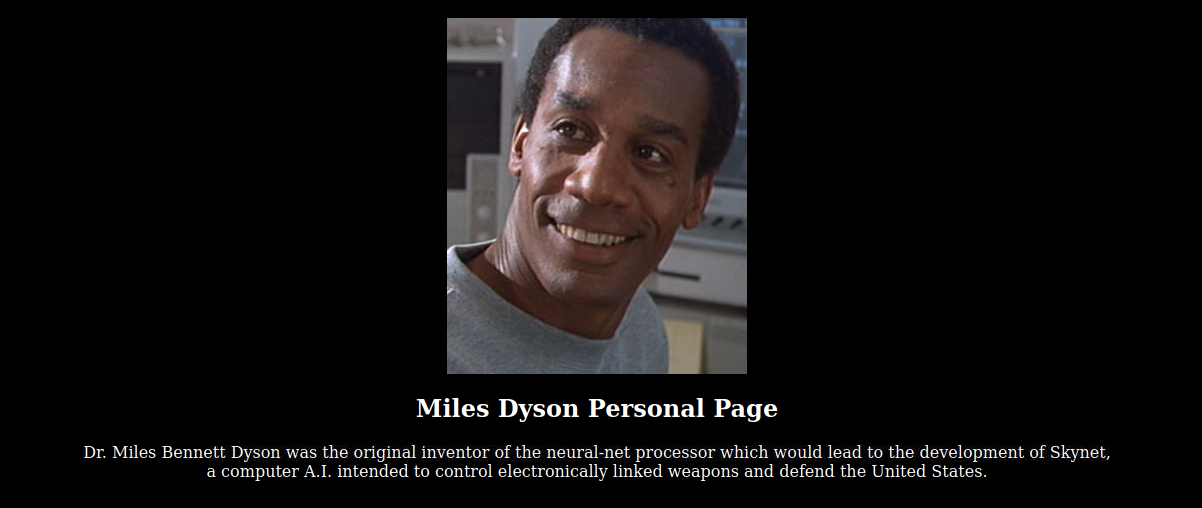 Miles Dyson Personal Page
Dr. Miles Bennett Dyson was the original inventor of the neural-net processor which would lead to the development of Skynet,
a computer A.I. intended to control electronically linked weapons and defend the United States.